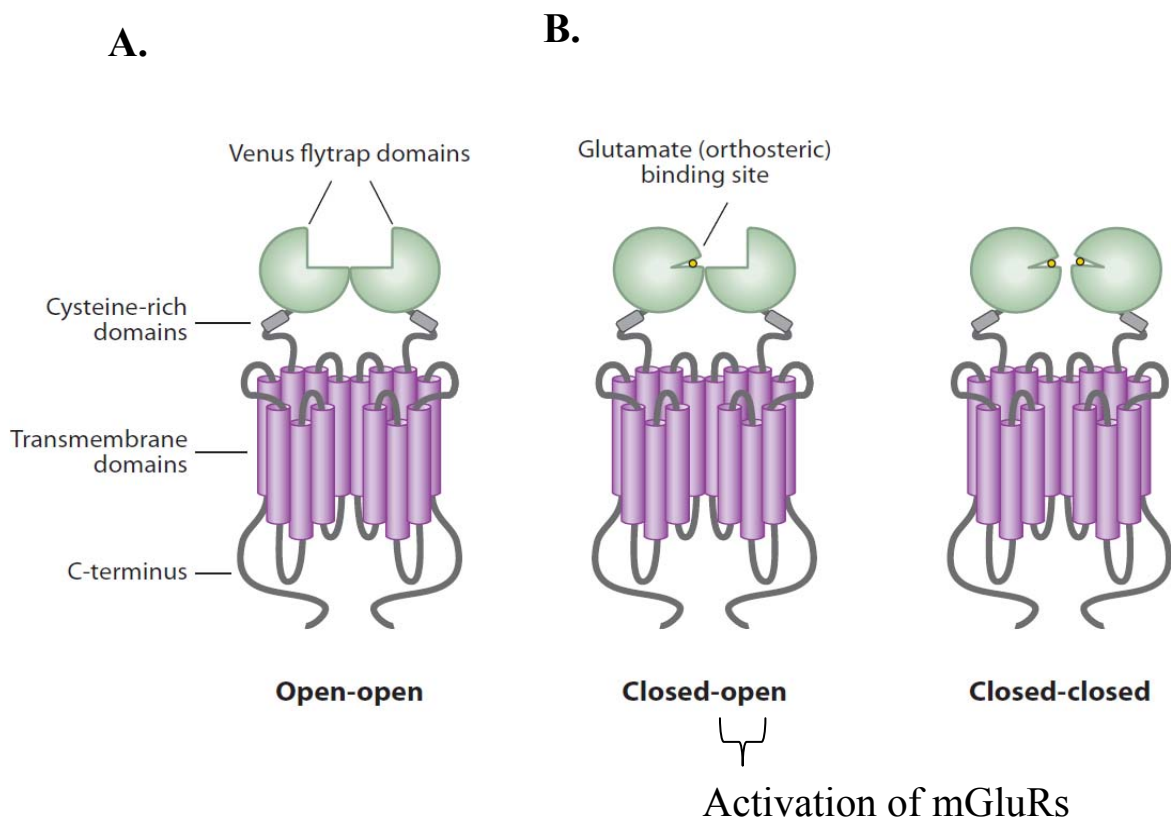 A.
B.
Venus flytrap domains
Glutamate (orthosteric)
binding site
Cysteine-rich
domains
Transmembrane
domains
C-terminus
Open-open
Closed-open
Closed-closed
Activation of mGluRs